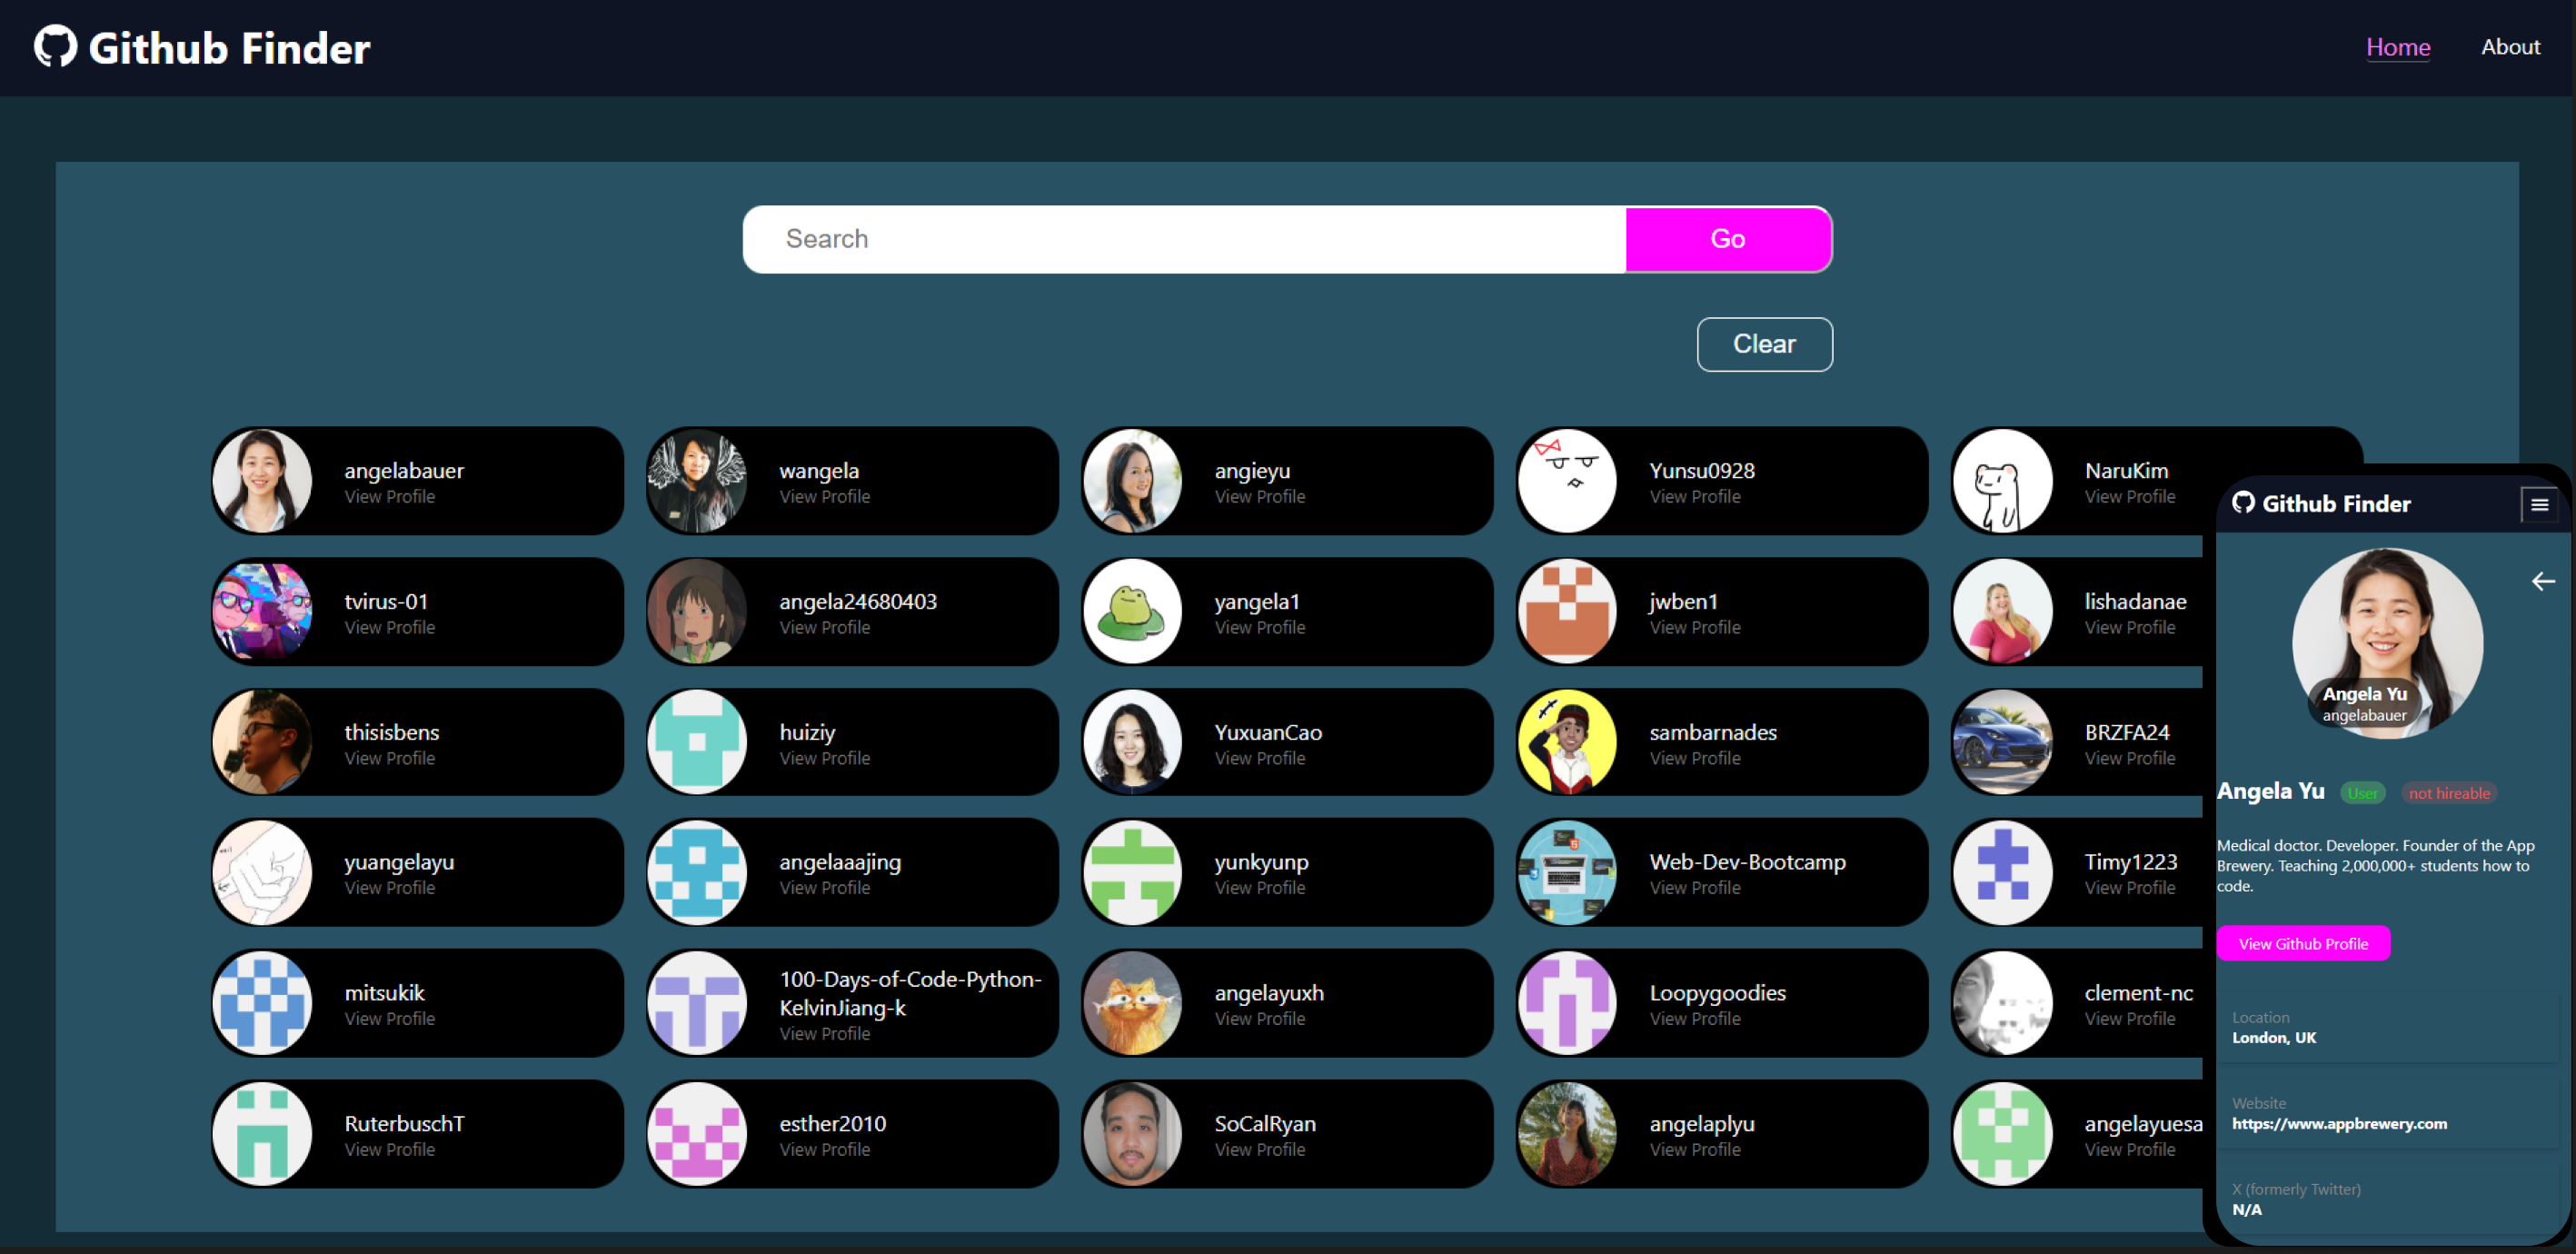 Github Finder
Home
About
Search
Go
Clear
angelabauer
View Profile
wangela
View Profile
angieyu
View Profile
Yunsu0928
View Profile
NaruKim
View Profile
tvirus-01
View Profile
angela24680403
View Profile
yangela1
View Profile
jwben1
View Profile
lishadanae
View Profile
thisisbens
View Profile
huiziy
View Profile
YuxuanCao
View Profile
sambarnades
View Profile
BRZFA24
View Profile
yuangelayu
View Profile
angelaaajing
View Profile
yunkyunp
View Profile
Web-Dev-Bootcamp
View Profile
Timy1223
View Profile
mitsukik
View Profile
100-Days-of-Code-Python-
KelvinJiang-k
View Profile
angelayuxh
View Profile
Loopygoodies
View Profile
clement-nc
View Profile
RuterbuschT
View Profile
esther2010
View Profile
SoCalRyan
View Profile
angelaplyu
View Profile
angelayuesa
View Profile
Github Finder
Angela Yu
angelabauer
Angela Yu User not hireable
Medical doctor. Developer. Founder of the App
Brewery. Teaching 2,000,000+ students how to
code.
View Github Profile
Location
London, UK
Website
https://www.appbrewery.com
X (formerly Twitter)
N/A